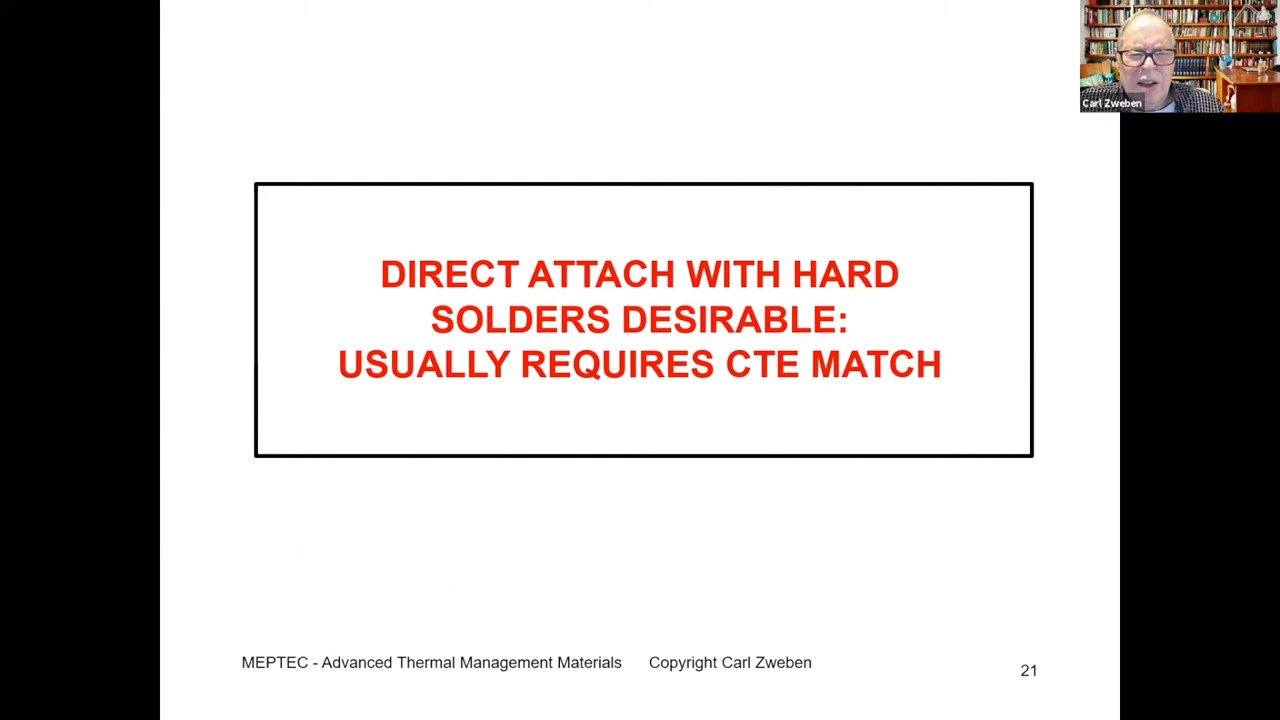 Carl Zweben
DIRECT ATTACH WITH HARD
SOLDERS DESIRABLE:
USUALLY REQUIRES CTE MATCH
MEPTEC - Advanced Thermal Management Materials Copyright Carl Zweben
21